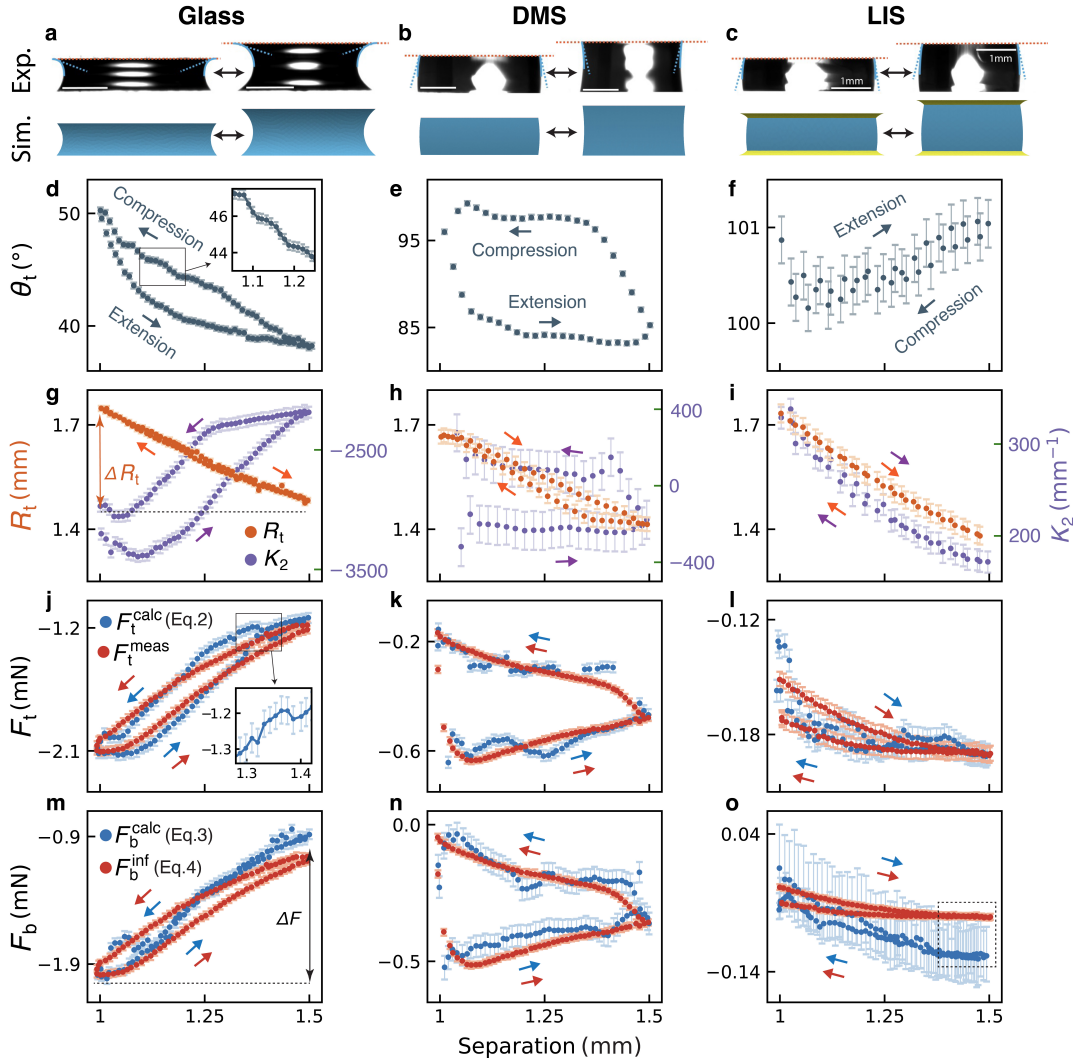 Glass DMS LIS
Exp.
a b c
1mm 1mm
Sim.
d e f
θt (°)
50
40
Compression
Extension
46
44
1.1 1.2
95
85
Compression
Extension
101
100
Extension
Compression
g h i
Rt (mm)
1.7
1.4
ΔRt
Rt
K2
−2500
−3500
1.7
1.4
400
0
−400
1.7
1.4
300
200
K2 (mm⁻¹)
j k l
Ft (mN)
−1.2
−2.1
Ftcalc (Eq.2)
Ftmeas
−1.2
−1.3
1.3 1.4
−0.2
−0.6
−0.12
−0.18
m n o
Fb (mN)
−0.9
−1.9
Fbcalc (Eq.3)
Fbinf (Eq.4)
ΔF
0.0
−0.5
0.04
−0.14
1 1.25 1.5 1 1.25 1.5 1 1.25 1.5
Separation (mm)